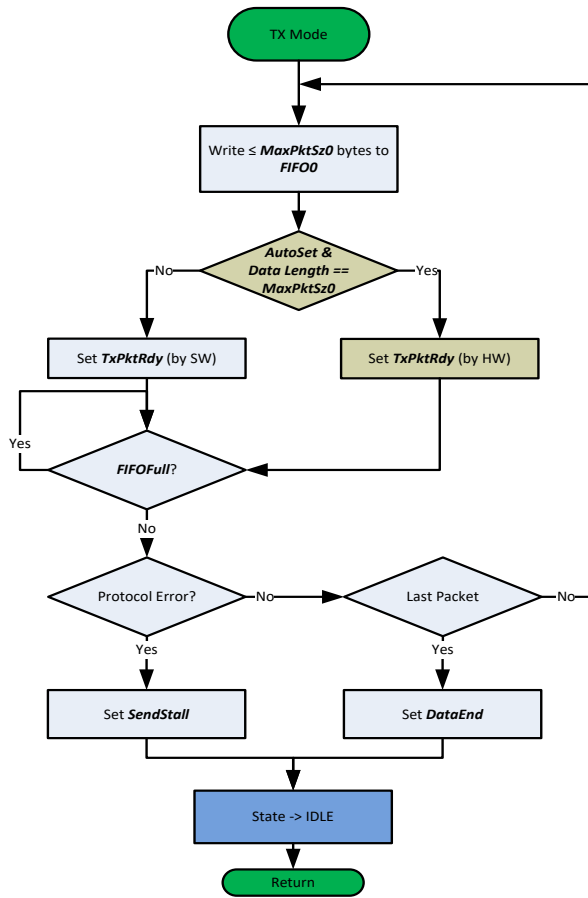 TX Mode
Write ≤ MaxPktSz0 bytes to
FIFO0
AutoSet &
Data Length ==
MaxPktSz0
No
Yes
Set TxPktRdy (by SW)
Set TxPktRdy (by HW)
Yes
FIFOFull?
No
Protocol Error?
No
Last Packet
No
Yes
Yes
Set SendStall
Set DataEnd
State -> IDLE
Return